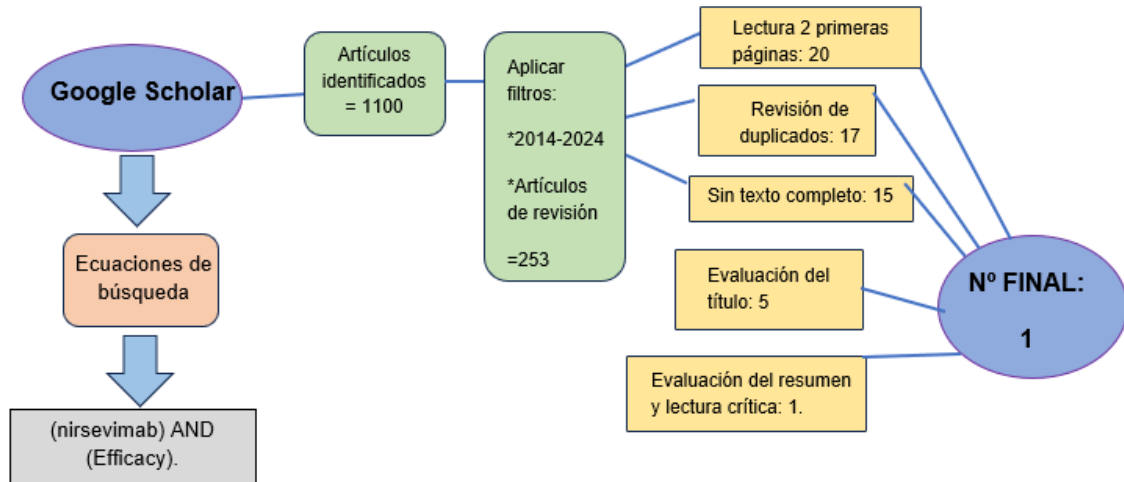 Google Scholar
Artículos
identificados
= 1100
Aplicar
filtros:
*2014-2024
*Artículos
de revisión
=253
Lectura 2 primeras
páginas: 20
Revisión de
duplicados: 17
Sin texto completo: 15
Evaluación del
título: 5
Evaluación del resumen
y lectura crítica: 1.
Nº FINAL:
1
Ecuaciones de
búsqueda
(nirsevimab) AND
(Efficacy).